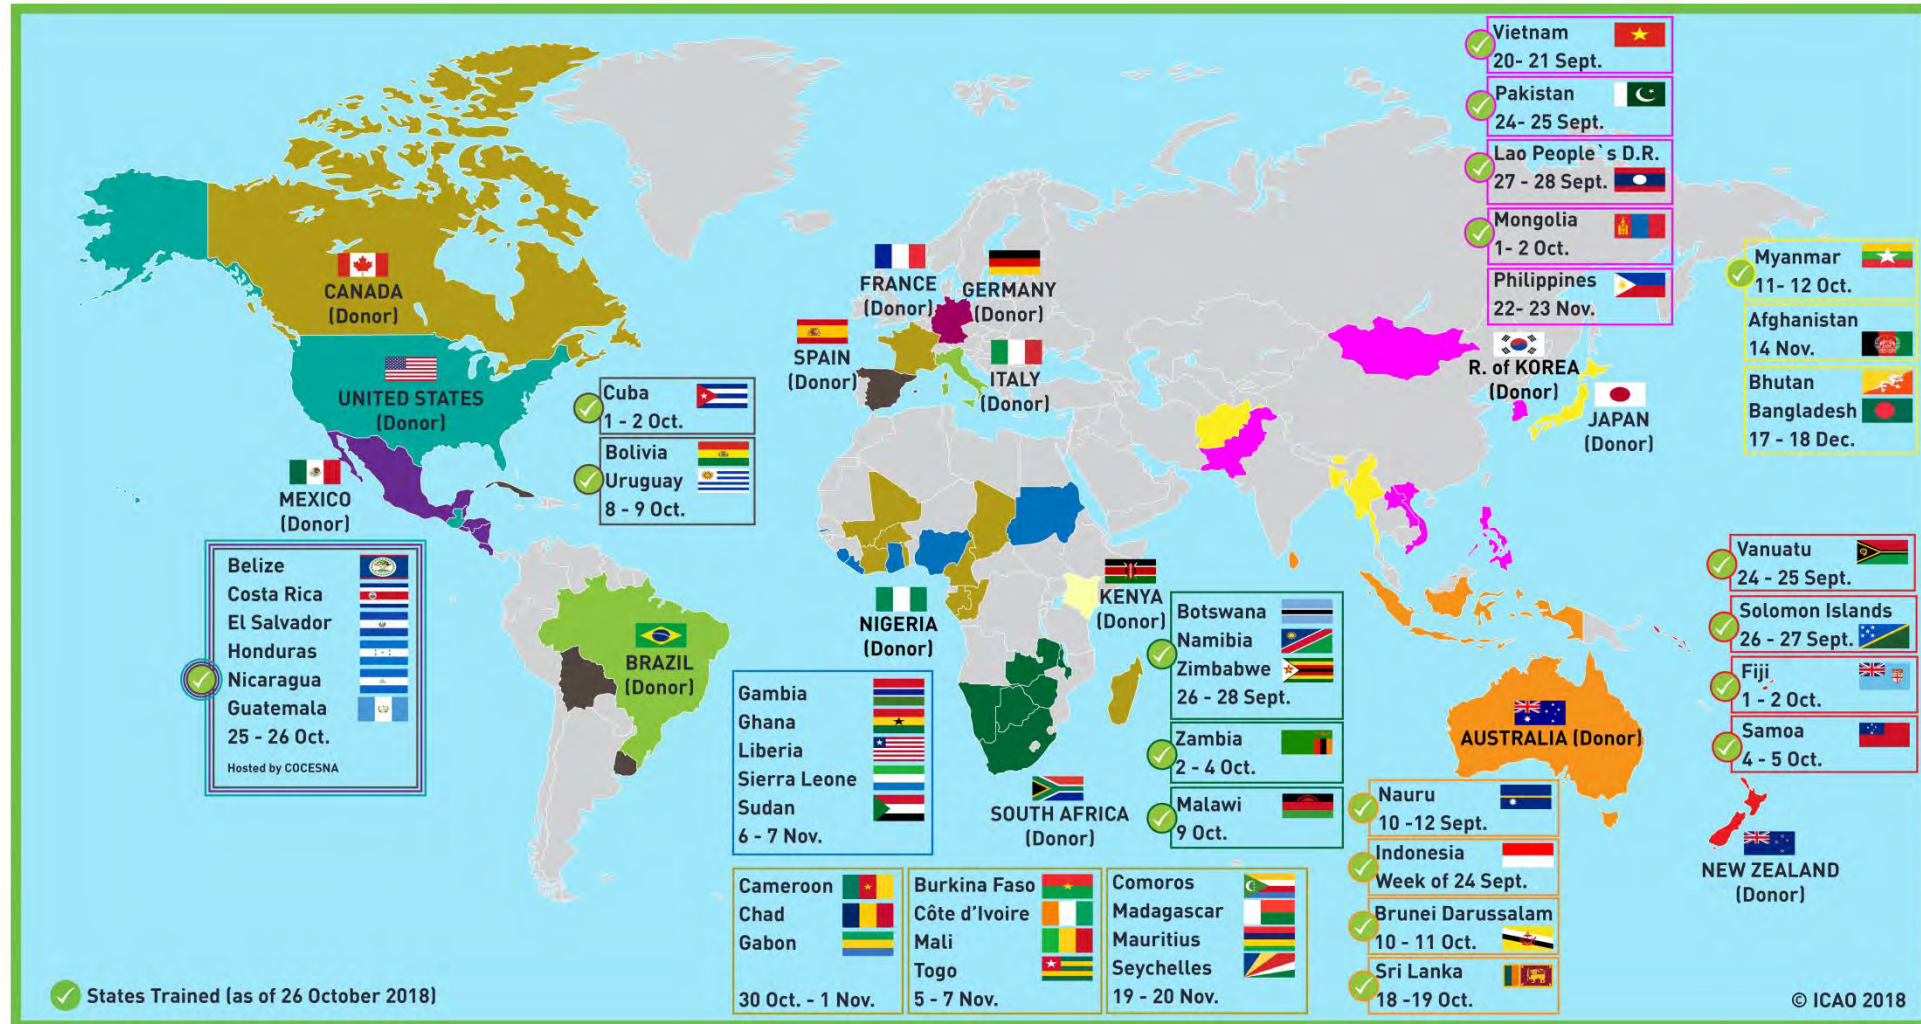 CANADA
(Donor)
UNITED STATES
(Donor)
MEXICO
(Donor)
Belize
Costa Rica
El Salvador
Honduras
Nicaragua
Guatemala
25 - 26 Oct.
Hosted by COCESNA
Cuba
1 - 2 Oct.
Bolivia
Uruguay
8 - 9 Oct.
BRAZIL
(Donor)
FRANCE
(Donor)
GERMANY
(Donor)
SPAIN
(Donor)
ITALY
(Donor)
NIGERIA
(Donor)
KENYA
(Donor)
SOUTH AFRICA
(Donor)
Gambia
Ghana
Liberia
Sierra Leone
Sudan
6 - 7 Nov.
Cameroon
Chad
Gabon
30 Oct. - 1 Nov.
Burkina Faso
Côte d'Ivoire
Mali
Togo
5 - 7 Nov.
Comoros
Madagascar
Mauritius
Seychelles
19 - 20 Nov.
Botswana
Namibia
Zimbabwe
26 - 28 Sept.
Zambia
2 - 4 Oct.
Malawi
9 Oct.
Vietnam
20- 21 Sept.
Pakistan
24- 25 Sept.
Lao People`s D.R.
27 - 28 Sept.
Mongolia
1- 2 Oct.
Philippines
22- 23 Nov.
R. of KOREA
(Donor)
JAPAN
(Donor)
Myanmar
11- 12 Oct.
Afghanistan
14 Nov.
Bhutan
Bangladesh
17 - 18 Dec.
Vanuatu
24 - 25 Sept.
Solomon Islands
26 - 27 Sept.
Fiji
1 - 2 Oct.
Samoa
4 - 5 Oct.
AUSTRALIA (Donor)
Nauru
10 -12 Sept.
Indonesia
Week of 24 Sept.
Brunei Darussalam
10 - 11 Oct.
Sri Lanka
18 -19 Oct.
NEW ZEALAND
(Donor)
States Trained (as of 26 October 2018)
© ICAO 2018